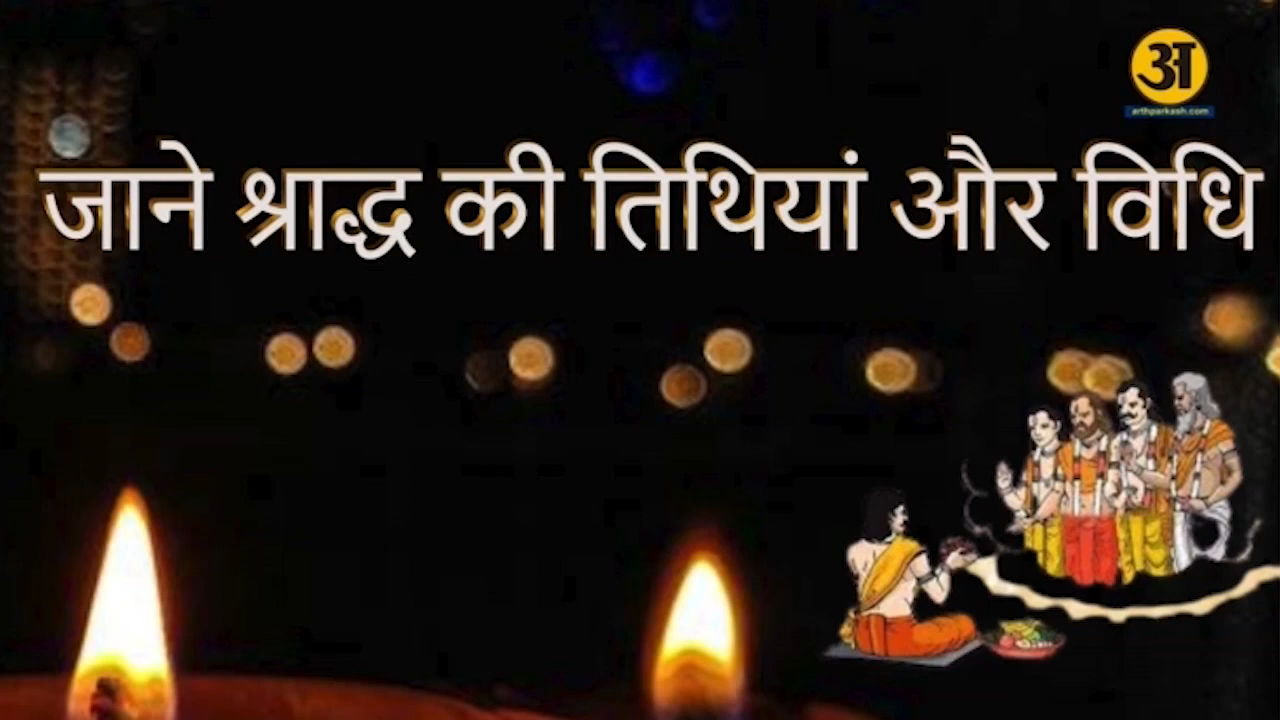 अ
arthparkash.com
जाने श्राद्ध की तिथियां और विधि